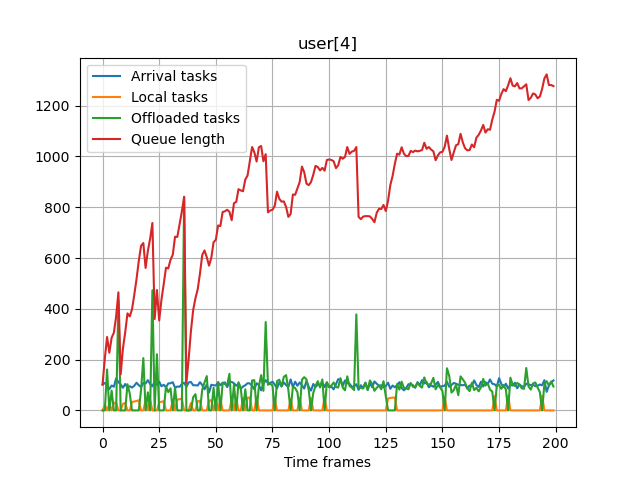 user[4]
Arrival tasks
Local tasks
Offloaded tasks
Queue length
1200
1000
800
600
400
200
0
0 25 50 75 100 125 150 175 200
Time frames